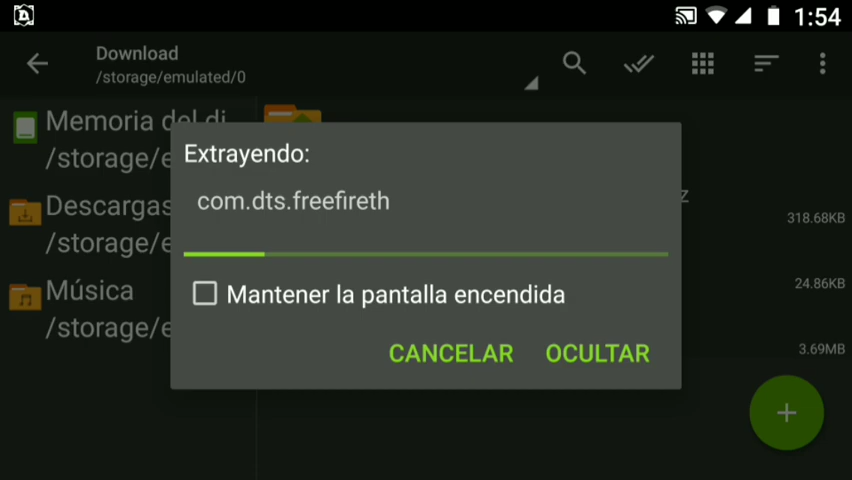 1:54
Download
/storage/emulated/0
Memoria del di
/storage/e
Extrayendo:
com.dts.freefireth
Descargas
/storage/e
z
318.68KB
Música
/storage/e
24.86KB
Mantener la pantalla encendida
3.69MB
CANCELAR OCULTAR